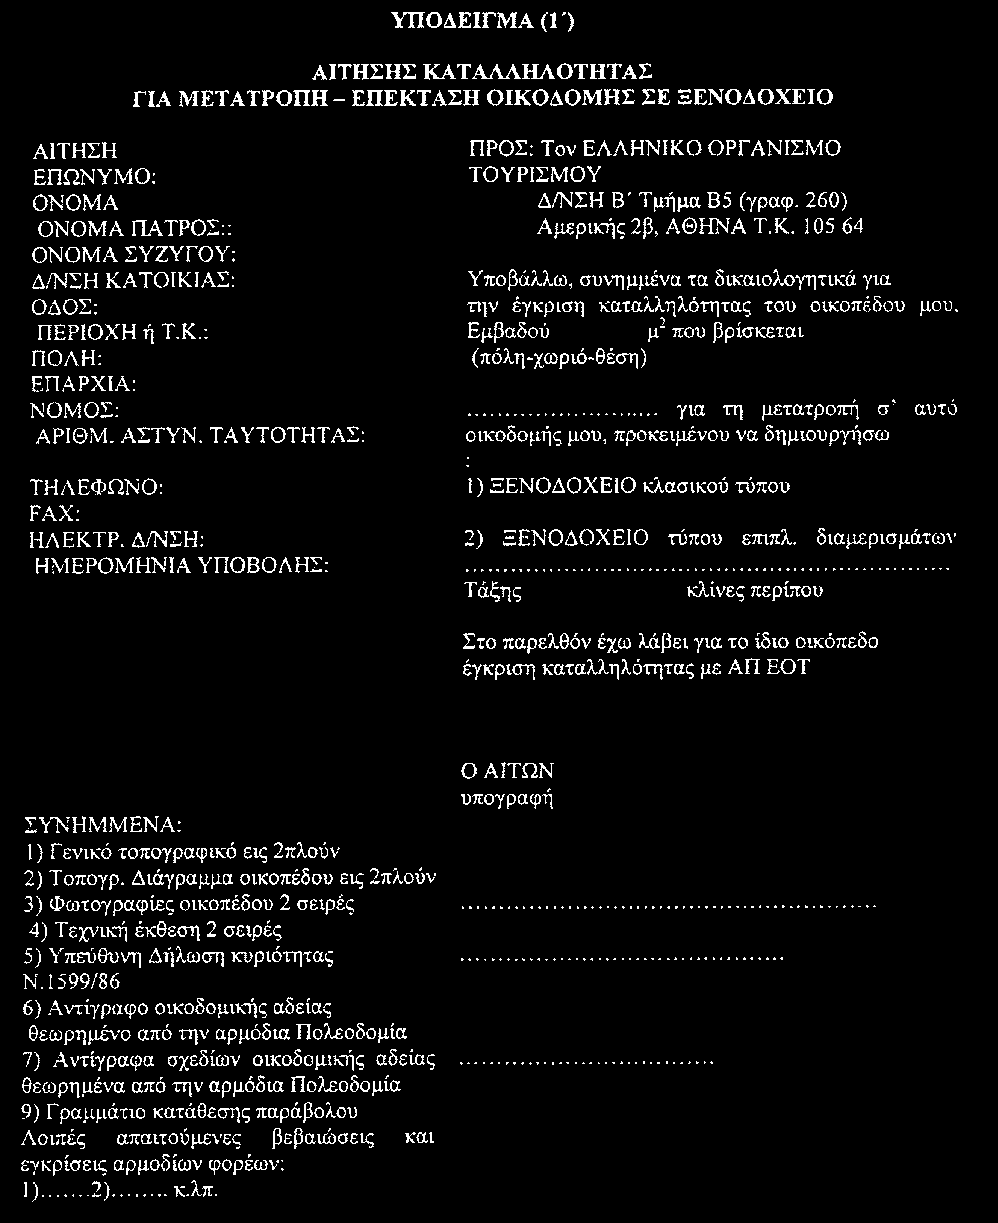 ΥΠΟΔΕΙΓΜΑ (1΄)
ΑΙΤΗΣΗΣ ΚΑΤΑΛΛΗΛΟΤΗΤΑΣ
ΓΙΑ ΜΕΤΑΤΡΟΠΗ – ΕΠΕΚΤΑΣΗ ΟΙΚΟΔΟΜΗΣ ΣΕ ΞΕΝΟΔΟΧΕΙΟ
ΑΙΤΗΣΗ
ΕΠΩΝΥΜΟ:
ΟΝΟΜΑ
ΟΝΟΜΑ ΠΑΤΡΟΣ::
ΟΝΟΜΑ ΣΥΖΥΓΟΥ:
Δ/ΝΣΗ ΚΑΤΟΙΚΙΑΣ:
ΟΔΟΣ:
ΠΕΡΙΟΧΗ ή Τ.Κ.:
ΠΟΛΗ:
ΕΠΑΡΧΙΑ:
ΝΟΜΟΣ:
ΑΡΙΘΜ. ΑΣΤΥΝ. ΤΑΥΤΟΤΗΤΑΣ:
ΤΗΛΕΦΩΝΟ:
FAX:
ΗΛΕΚΤΡ. Δ/ΝΣΗ:
ΗΜΕΡΟΜΗΝΙΑ ΥΠΟΒΟΛΗΣ:
ΠΡΟΣ: Τον ΕΛΛΗΝΙΚΟ ΟΡΓΑΝΙΣΜΟ
ΤΟΥΡΙΣΜΟΥ
Δ/ΝΣΗ Β΄ Τμήμα Β5 (γραφ. 260)
Αμερικής 2β, ΑΘΗΝΑ Τ.Κ. 105 64
Υποβάλλω, συνημμένα τα δικαιολογητικά για
την έγκριση καταλληλότητας του οικοπέδου μου.
Εμβαδού μ² που βρίσκεται
(πόλη-χωριό-θέση)
.......................... για τη μετατροπή σ΄ αυτό
οικοδομής μου, προκειμένου να δημιουργήσω
:
1) ΞΕΝΟΔΟΧΕΙΟ κλασικού τύπου
2) ΞΕΝΟΔΟΧΕΙΟ τύπου επιπλ. διαμερισμάτων
..................................................................
Τάξης κλίνες περίπου
Στο παρελθόν έχω λάβει για το ίδιο οικόπεδο
έγκριση καταλληλότητας με ΑΠ ΕΟΤ
Ο ΑΙΤΩΝ
υπογραφή
.........................................................
............................................
..................................
ΣΥΝΗΜΜΕΝΑ:
1) Γενικό τοπογραφικό εις 2πλούν
2) Τοπογρ. Διάγραμμα οικοπέδου εις 2πλούν
3) Φωτογραφίες οικοπέδου 2 σειρές
4) Τεχνική έκθεση 2 σειρές
5) Υπεύθυνη Δήλωση κυριότητας
Ν.1599/86
6) Αντίγραφο οικοδομικής αδείας
θεωρημένο από την αρμόδια Πολεοδομία
7) Αντίγραφα σχεδίων οικοδομικής αδείας
θεωρημένα από την αρμόδια Πολεοδομία
9) Γραμμάτιο κατάθεσης παράβολου
Λοιπές απαιτούμενες βεβαιώσεις και
εγκρίσεις αρμοδίων φορέων:
1).......2)........ κ.λπ.